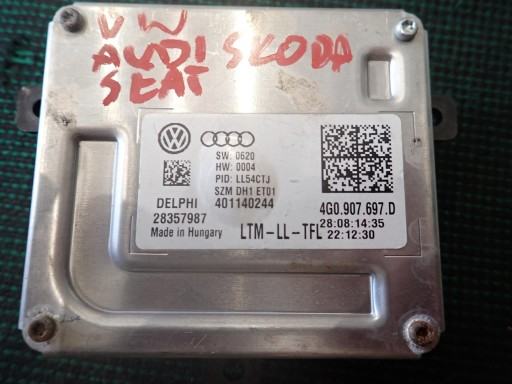 VW
AUDI SKODA
SEAT
SW: 0620
HW: 0004
PID: LL54CTJ
SZM DH1 ET01
DELPHI 401140244
28357987
Made in Hungary
LTM-LL-TFL
4G0.907.697.D
28:08:14:35
22:12:30